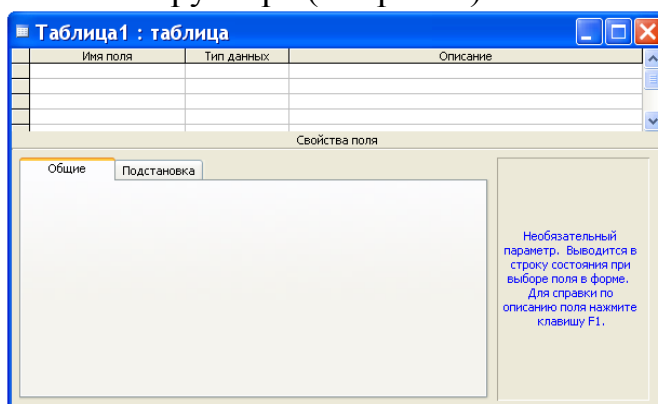 Таблица1 : таблица
Имя поля Тип данных Описание
Свойства поля
Общие Подстановка
Необязательный
параметр. Выводится в
строку состояния при
выборе поля в форме.
Для справки по
описанию поля нажмите
клавишу F1.